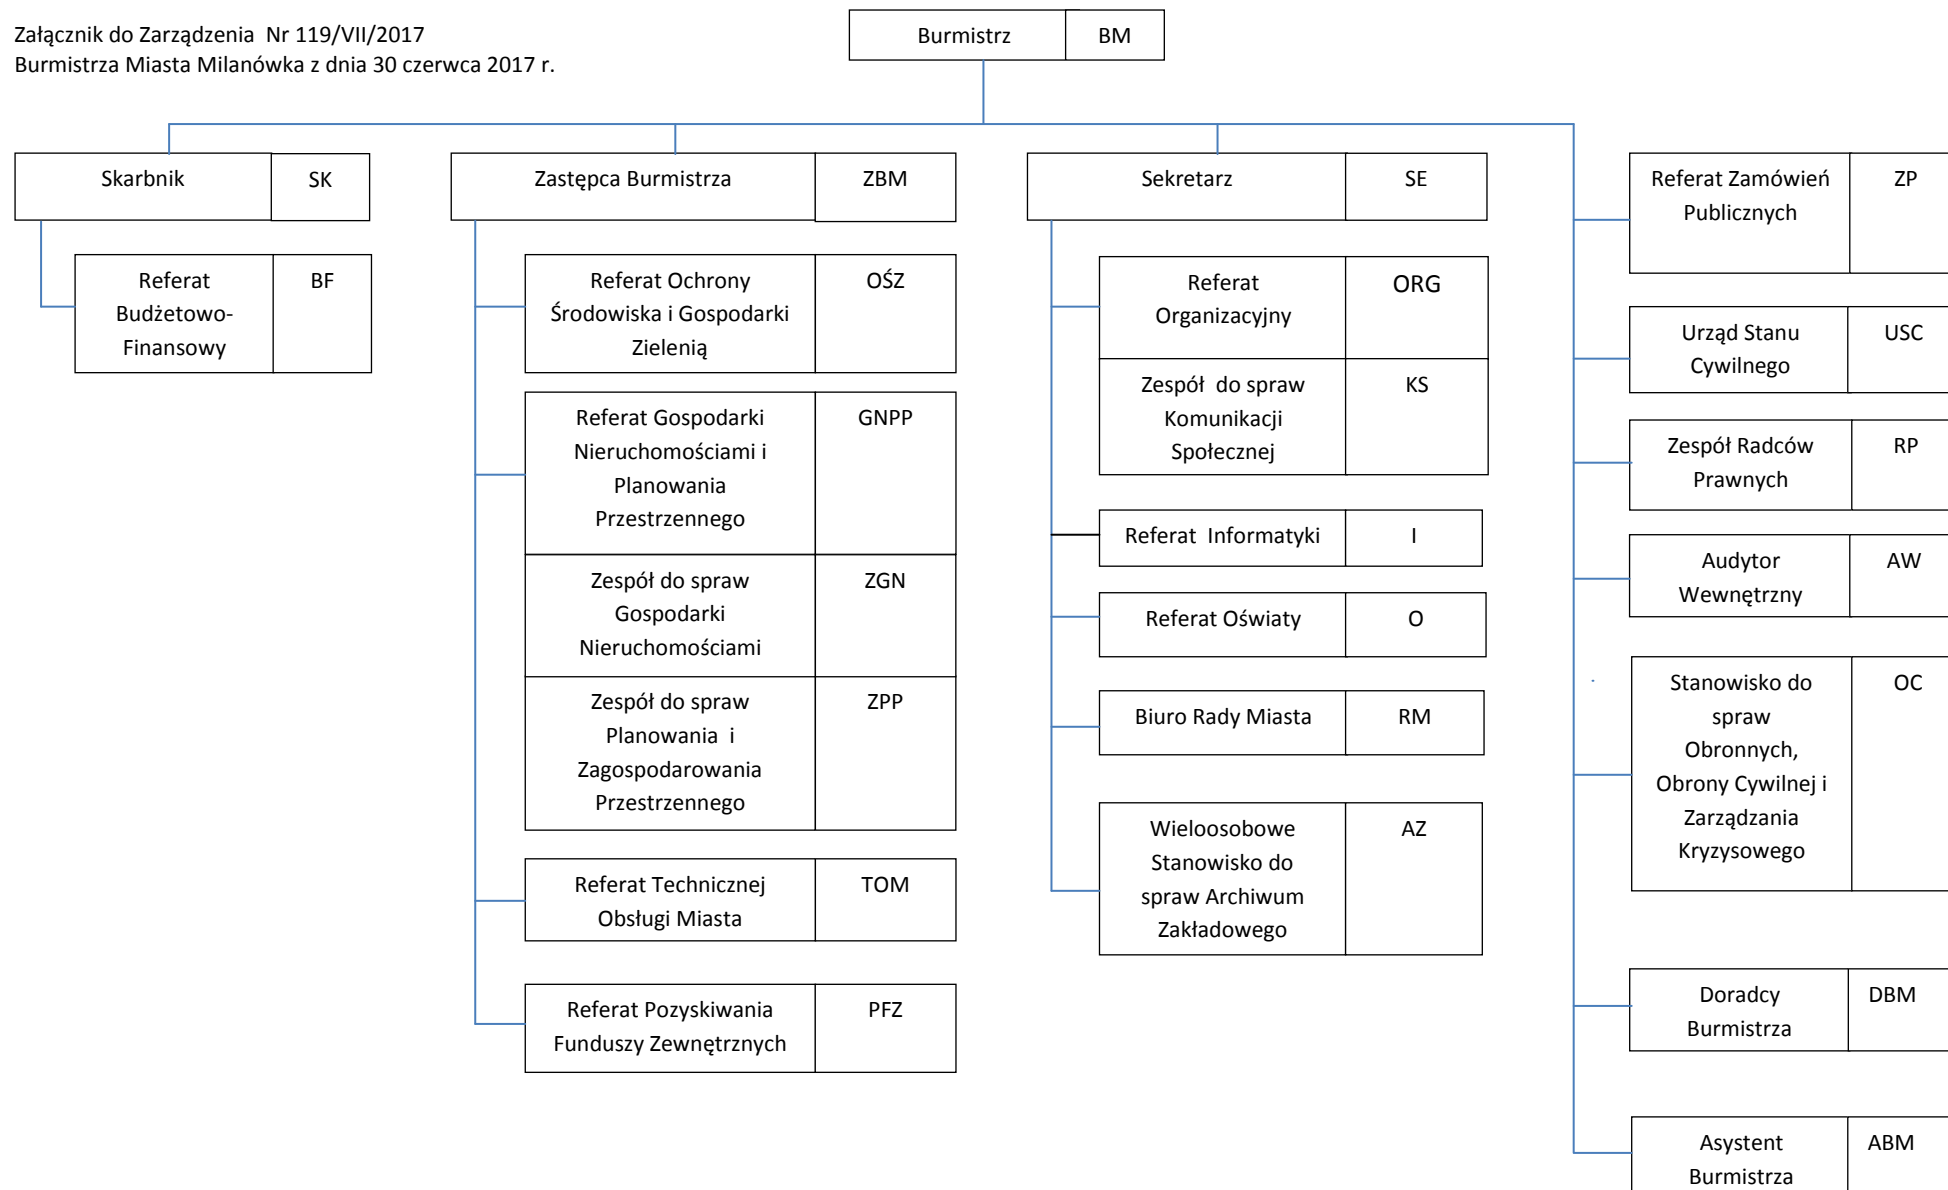 Załącznik do Zarządzenia Nr 119/VII/2017
Burmistrza Miasta Milanówka z dnia 30 czerwca 2017 r.
Burmistrz BM
Skarbnik SK
Referat BF
Budżetowo-
Finansowy
Zastępca Burmistrza ZBM
Referat Ochrony OŚZ
Środowiska i Gospodarki
Zielenią
Referat Gospodarki GNPP
Nieruchomościami i
Planowania
Przestrzennego
Zespół do spraw ZGN
Gospodarki
Nieruchomościami
Zespół do spraw ZPP
Planowania i
Zagospodarowania
Przestrzennego
Referat Technicznej TOM
Obsługi Miasta
Referat Pozyskiwania PFZ
Funduszy Zewnętrznych
Sekretarz SE
Referat ORG
Organizacyjny
Zespół do spraw KS
Komunikacji
Społecznej
Referat Informatyki I
Referat Oświaty O
Biuro Rady Miasta RM
Wieloosobowe AZ
Stanowisko do
spraw Archiwum
Zakładowego
Referat Zamówień ZP
Publicznych
Urząd Stanu USC
Cywilnego
Zespół Radców RP
Prawnych
Audytor AW
Wewnętrzny
Stanowisko do OC
spraw
Obronnych,
Obrony Cywilnej i
Zarządzania
Kryzysowego
Doradcy DBM
Burmistrza
Asystent ABM
Burmistrza